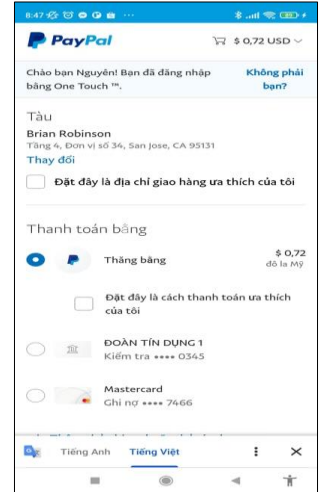 8:47
PayPal
$ 0,72 USD
Chào bạn Nguyên! Bạn đã đăng nhập
bằng One Touch ™.
Không phải
bạn?
Tàu
Brian Robinson
Tầng 4, Đơn vị số 34, San Jose, CA 95131
Thay đổi
Đặt đây là địa chỉ giao hàng ưa thích của tôi
Thanh toán bằng
Thăng bằng
$ 0,72
đô la Mỹ
Đặt đây là cách thanh toán ưa thích
của tôi
ĐOÀN TÍN DỤNG 1
Kiểm tra •••• 0345
Mastercard
Ghi nợ •••• 7466
Tiếng Anh
Tiếng Việt